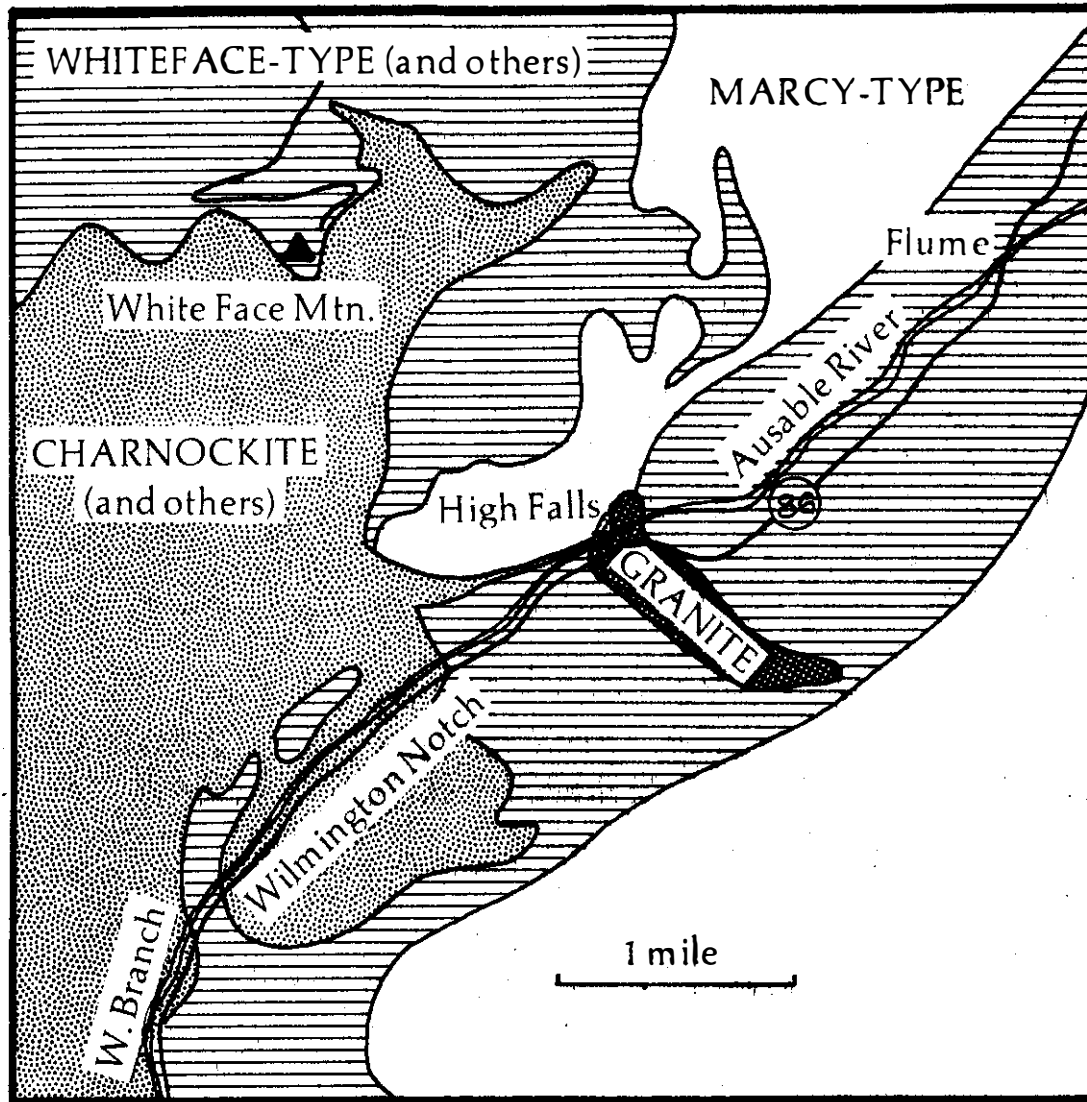 WHITEFACE-TYPE (and others)
MARCY-TYPE
Flume
White Face Mtn.
Ausable River
CHARNOCKITE
(and others)
High Falls
86
GRANITE
Wilmington Notch
W. Branch
1 mile